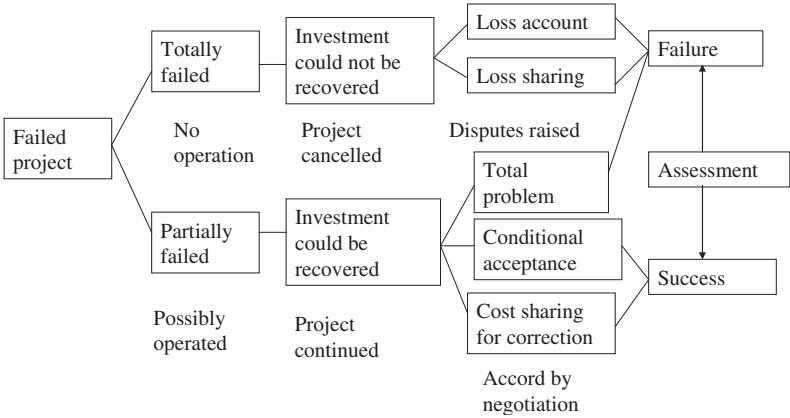 Failed
project
Totally
failed
No
operation
Partially
failed
Possibly
operated
Investment
could not be
recovered
Project
cancelled
Investment
could be
recovered
Project
continued
Loss account
Loss sharing
Disputes raised
Total
problem
Conditional
acceptance
Cost sharing
for correction
Accord by
negotiation
Failure
Assessment
Success